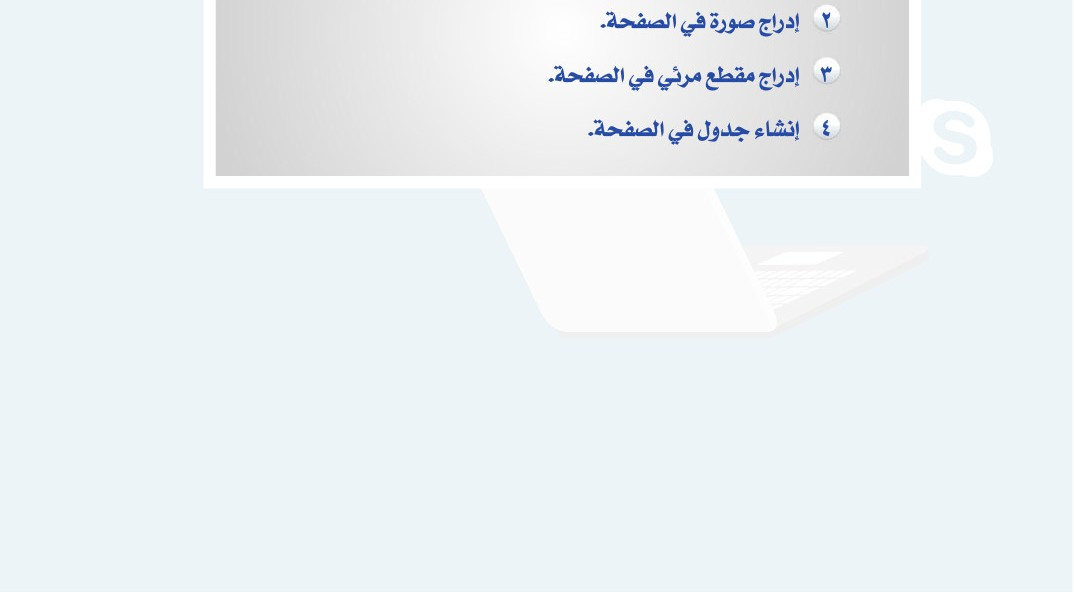 ٢ إدراج صورة في الصفحة.
٣ إدراج مقطع مرئي في الصفحة.
٤ إنشاء جدول في الصفحة.